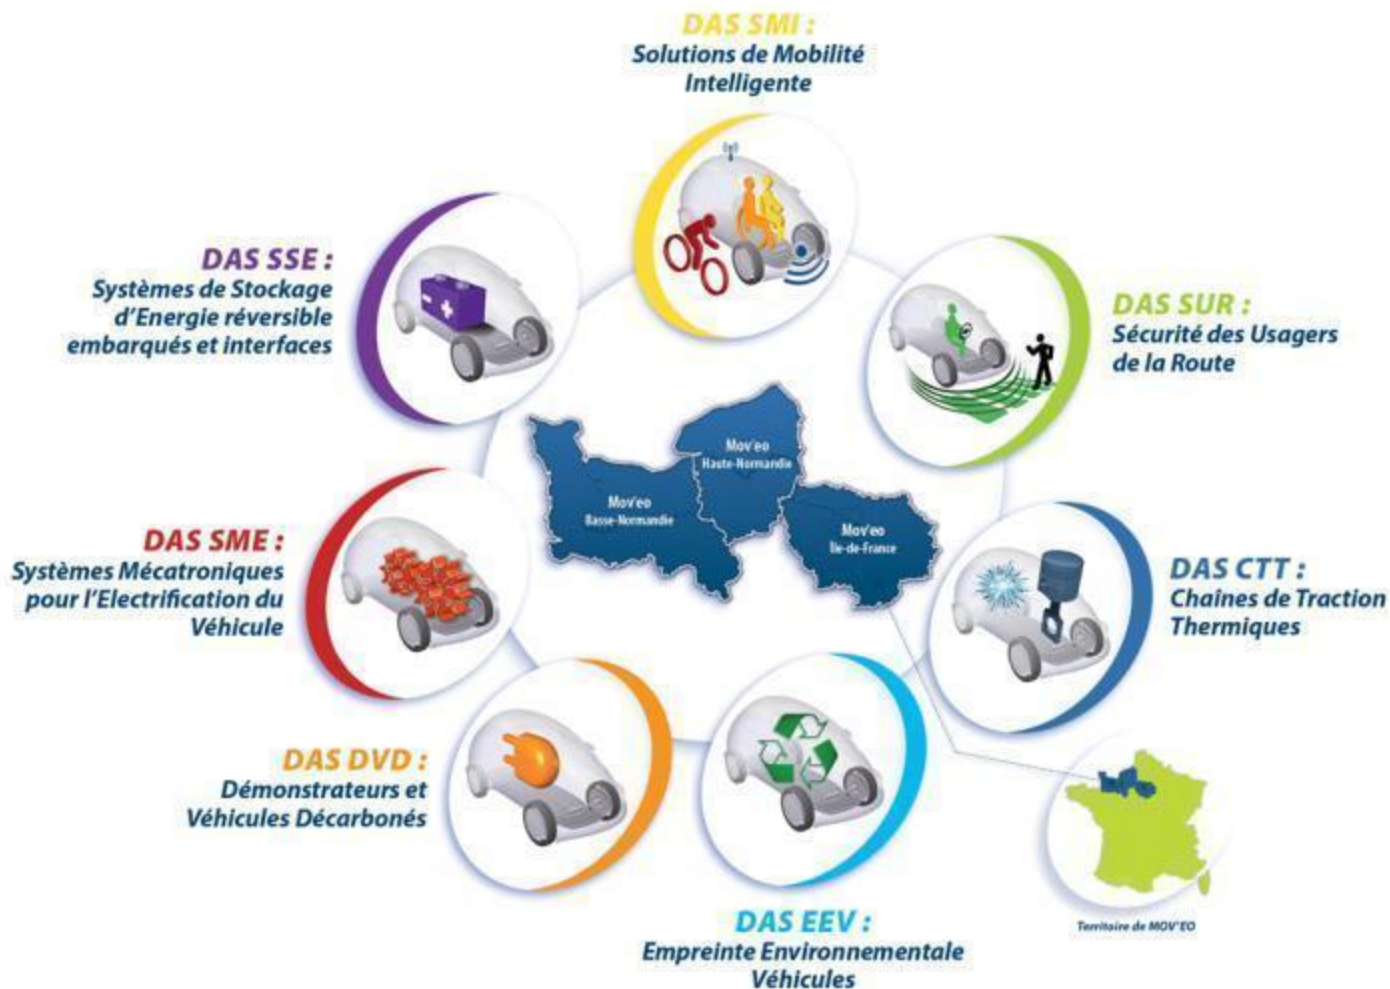 DAS SMI :
Solutions de Mobilité
Intelligente
DAS SSE :
Systèmes de Stockage
d'Energie réversible
embarqués et interfaces
DAS SUR :
Sécurité des Usagers
de la Route
Mov'eo
Haute-Normandie
Mov'eo
Basse-Normandie
Mov'eo
Île-de-France
DAS SME :
Systèmes Mécatroniques
pour l'Electrification du
Véhicule
DAS CTT :
Chaînes de Traction
Thermiques
DAS DVD :
Démonstrateurs et
Véhicules Décarbonés
DAS EEV :
Empreinte Environnementale
Véhicules
Territoire de MOV'EO